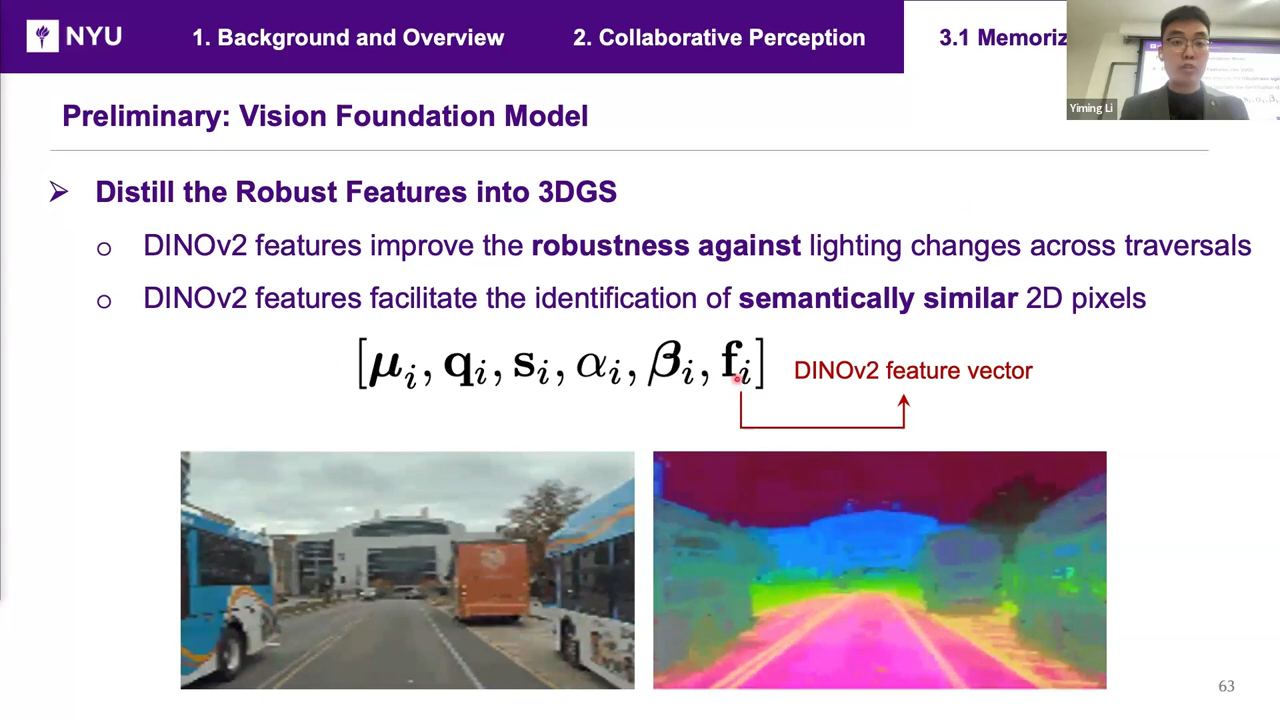 NYU
1. Background and Overview
2. Collaborative Perception
3.1 Memoriz
Yiming Li
Preliminary: Vision Foundation Model
➢ Distill the Robust Features into 3DGS
o DINOv2 features improve the robustness against lighting changes across traversals
o DINOv2 features facilitate the identification of semantically similar 2D pixels
[μi, qi, si, αi, βi, fi]
DINOv2 feature vector
63